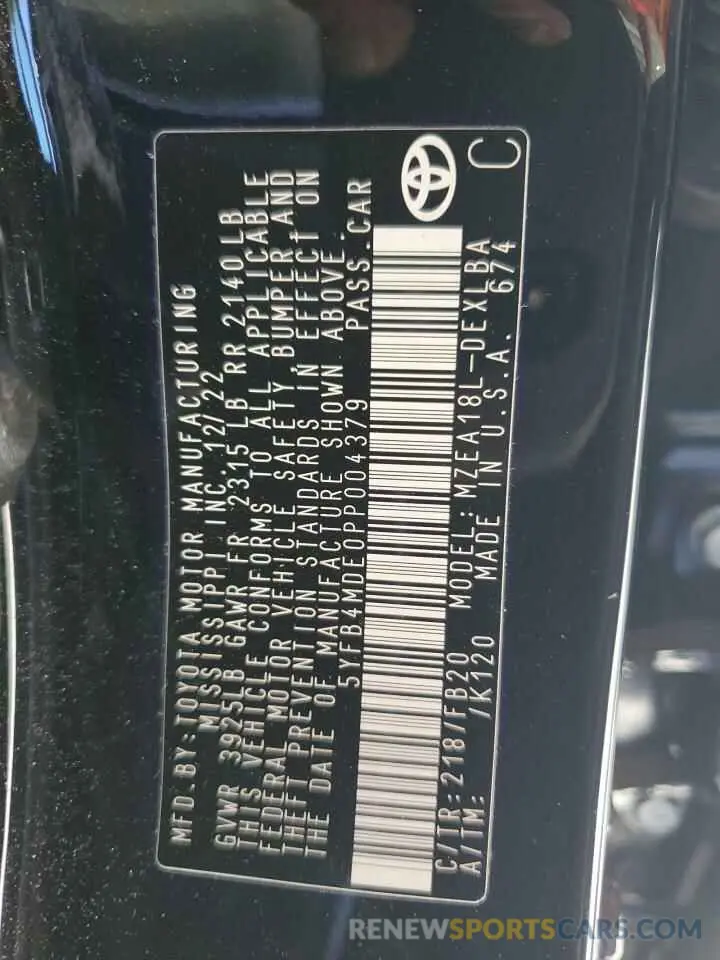 MFD.BY:TOYOTA MOTOR MANUFACTURING
MISSISSIPPI INC. 12/22
GVWR 3925LB GAWR FR 2315 LB RR 2140LB
THIS VEHICLE CONFORMS TO ALL APPLICABLE
FEDERAL MOTOR VEHICLE SAFETY,BUMPER,AND
THEFT PREVENTION STANDARDS IN EFFECT ON
THE DATE OF MANUFACTURE SHOWN ABOVE.
5YFB4MDE0PP004379 PASS.CAR
C/TR:218/FB20 MODEL:MZEA18L-DEXLBA
A/TM: /K120 MADE IN U.S.A. 674
C
RENEWSPORTSCARS.COM